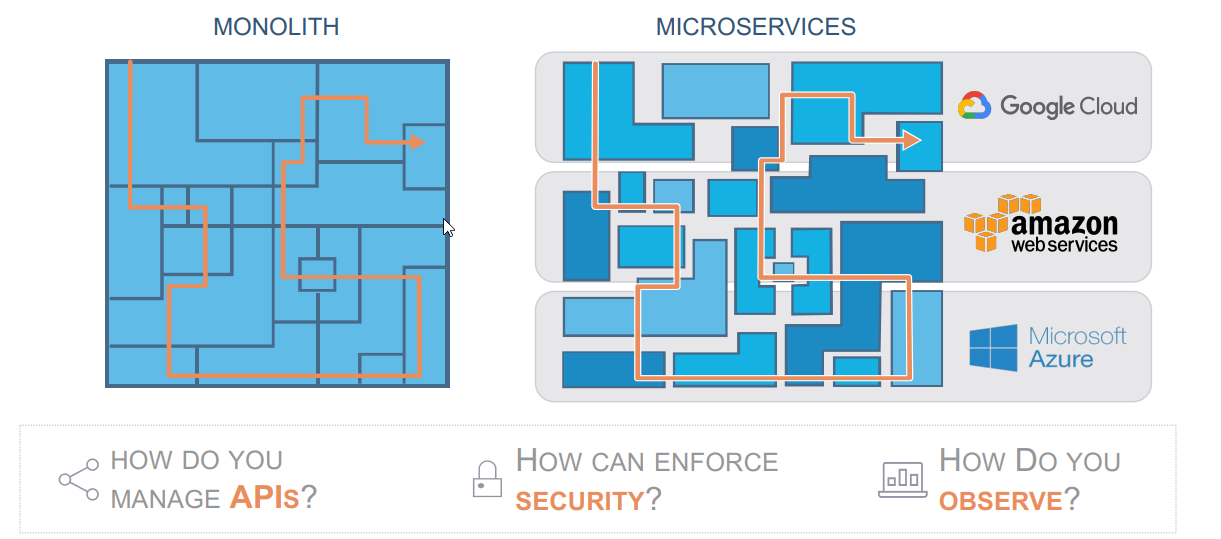 MONOLITH
MICROSERVICES
Google Cloud
amazon
web services
Microsoft
Azure
HOW DO YOU
MANAGE APIS?
HOW CAN ENFORCE
SECURITY?
HOW DO YOU
OBSERVE?